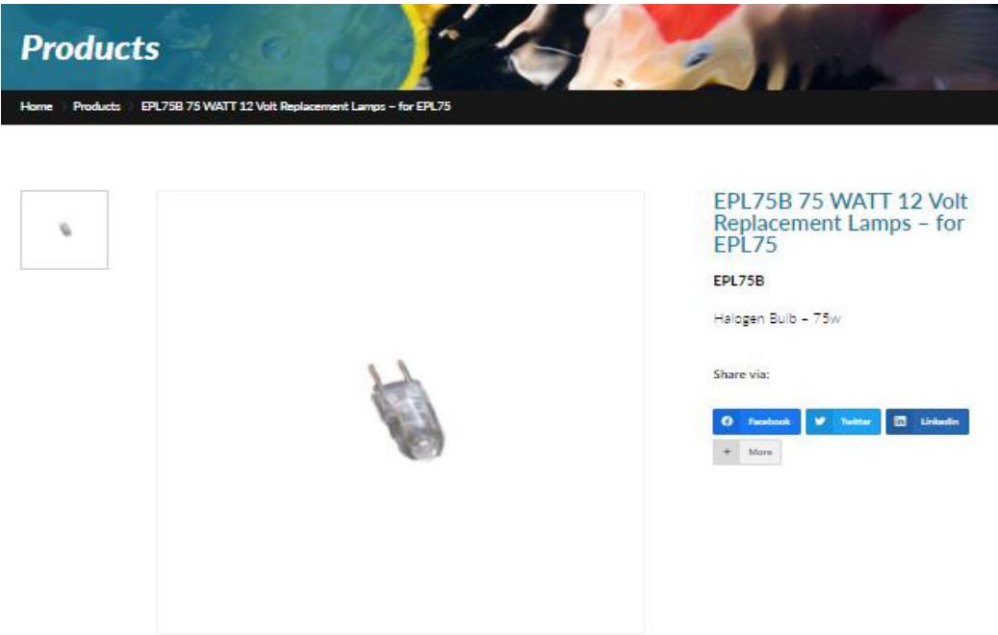 Products
Home Products EPL75B 75 WATT 12 Volt Replacement Lamps – for EPL75
EPL75B 75 WATT 12 Volt
Replacement Lamps – for
EPL75
EPL75B
Halogen Bulb – 75w
Share via:
Facebook Twitter LinkedIn
+ More